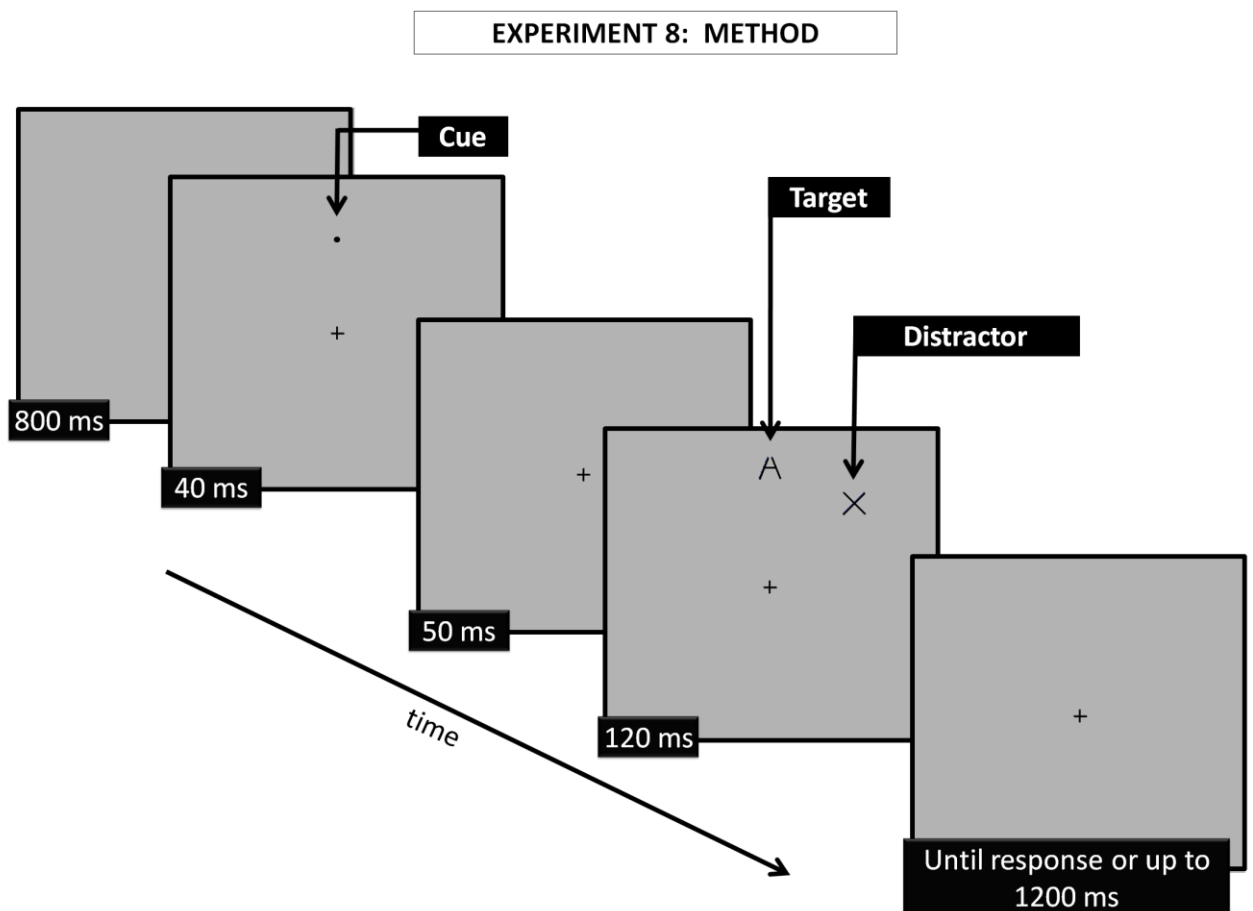 EXPERIMENT 8: METHOD
Cue
Target
Distractor
A
X
800 ms
40 ms
50 ms
120 ms
time
Until response or up to
1200 ms